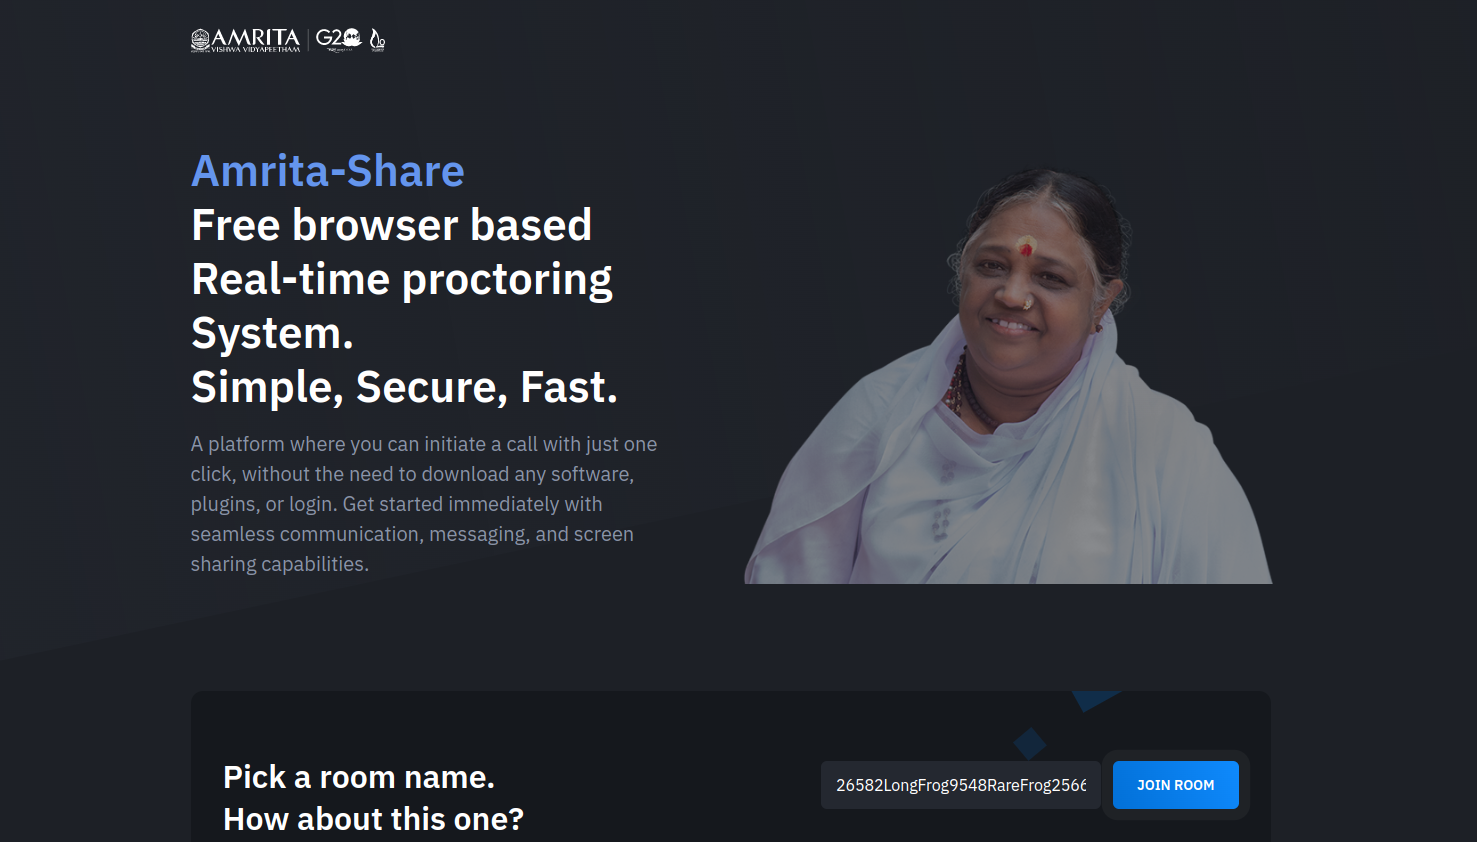 AMRITA
VISHWA VIDYAPEETHAM
G20
Amrita-Share
Free browser based
Real-time proctoring
System.
Simple, Secure, Fast.
A platform where you can initiate a call with just one
click, without the need to download any software,
plugins, or login. Get started immediately with
seamless communication, messaging, and screen
sharing capabilities.
Pick a room name.
How about this one?
26582LongFrog9548RareFrog2566
JOIN ROOM